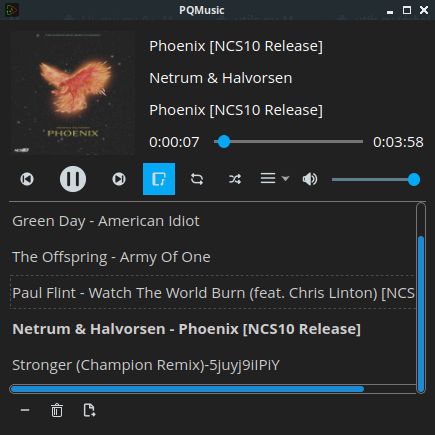 PQMusic
PHOENIX
Phoenix [NCS10 Release]
Netrum & Halvorsen
Phoenix [NCS10 Release]
0:00:07
0:03:58
Green Day - American Idiot
The Offspring - Army Of One
Paul Flint - Watch The World Burn (feat. Chris Linton) [NCS
Netrum & Halvorsen - Phoenix [NCS10 Release]
Stronger (Champion Remix)-5juyj9iIPiY